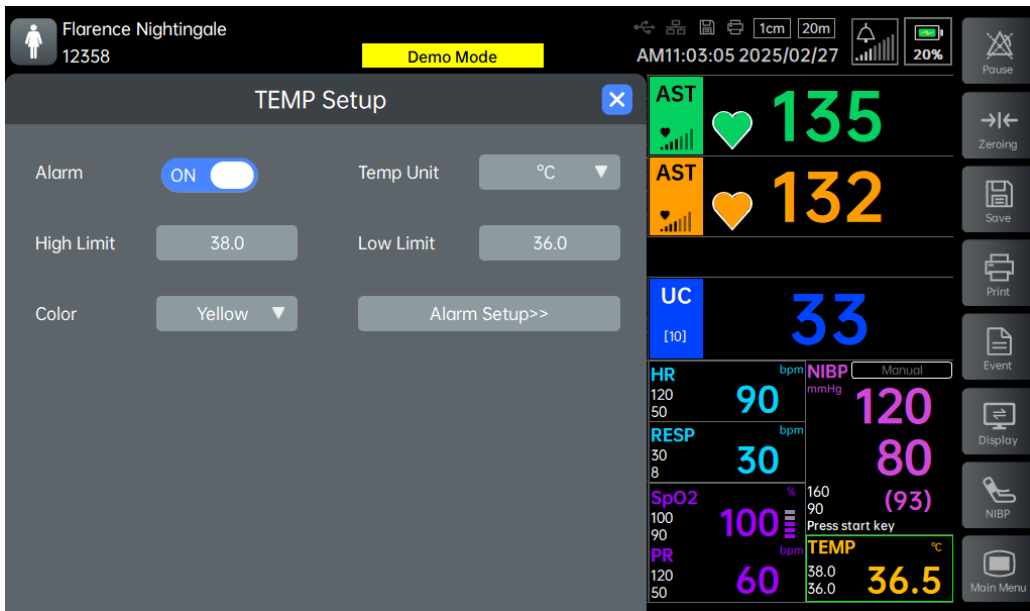 Flarence Nightingale
12358
Demo Mode
1cm 20m
AM11:03:05 2025/02/27
20%
Pause
TEMP Setup
Alarm ON Temp Unit ℃
High Limit 38.0 Low Limit 36.0
Color Yellow Alarm Setup>>
AST 135
AST 132
UC
[10]
33
HR bpm
120
50
90
RESP bpm
30
8
30
SpO2 %
100
90
100
PR bpm
120
50
60
NIBP Manual
mmHg
120
80
160
90
(93)
Press start key
TEMP ℃
38.0
36.0
36.5
Zeroing
Save
Print
Event
Display
NIBP
Main Menu